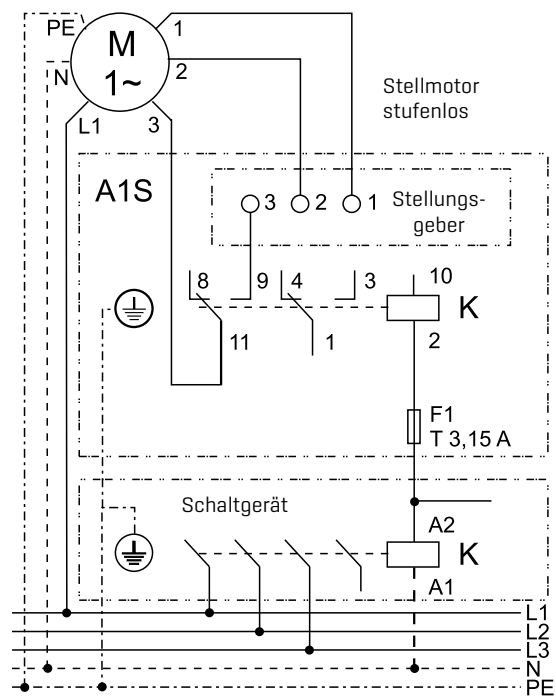 PE
1
M
1~
2
N
L1
3
Stellmotor
stufenlos
A1S
3
2
1
Stellungs-
geber
8
9
4
3
10
K
11
1
2
F1
T 3,15 A
Schaltgerät
A2
K
A1
L1
L2
L3
N
PE